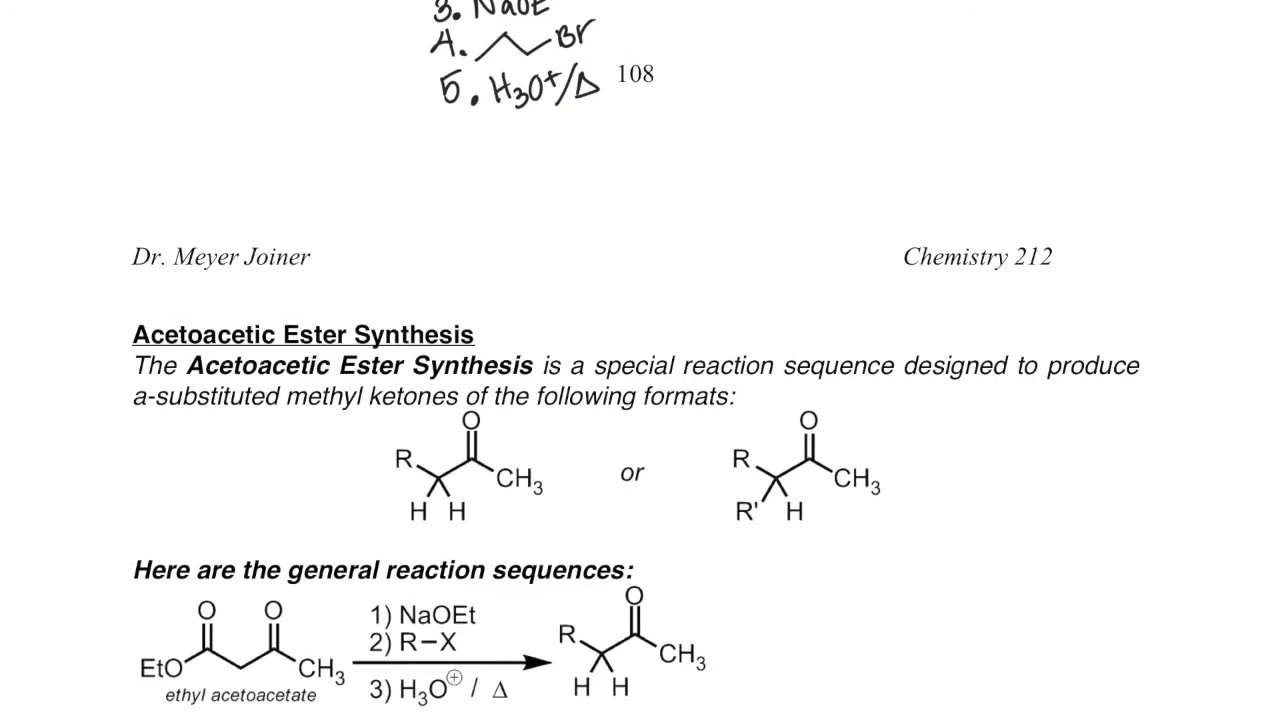 3. NaOE
4. Br
5. H3O+/Δ
108
Dr. Meyer Joiner
Chemistry 212
Acetoacetic Ester Synthesis
The Acetoacetic Ester Synthesis is a special reaction sequence designed to produce
a-substituted methyl ketones of the following formats:
O O
R CH3 or R CH3
H H R' H
Here are the general reaction sequences:
O O 1) NaOEt O
2) R–X R
EtO CH3 CH3
ethyl acetoacetate 3) H3O⊕ / Δ H H